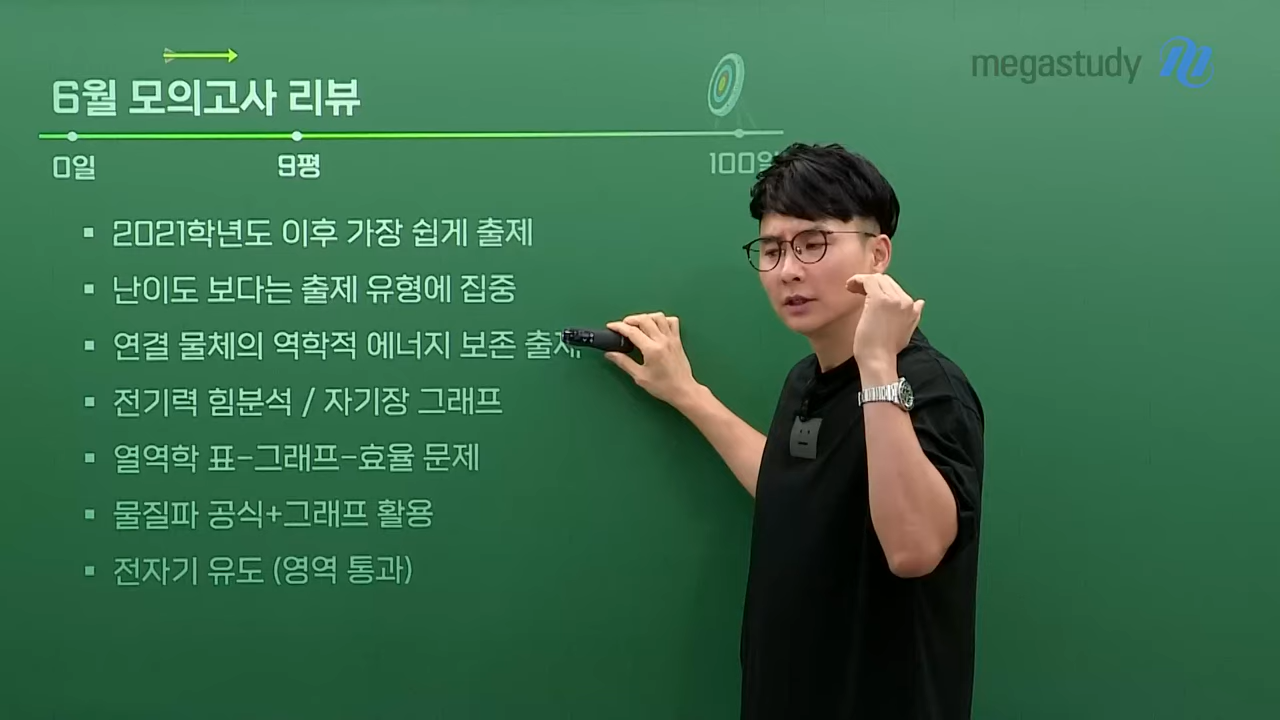 megastudy
6월 모의고사 리뷰
0일 9평 100일
2021학년도 이후 가장 쉽게 출제
난이도 보다는 출제 유형에 집중
연결 물체의 역학적 에너지 보존 출제
전기력 힘분석 / 자기장 그래프
열역학 표-그래프-효율 문제
물질파 공식+그래프 활용
전자기 유도 (영역 통과)